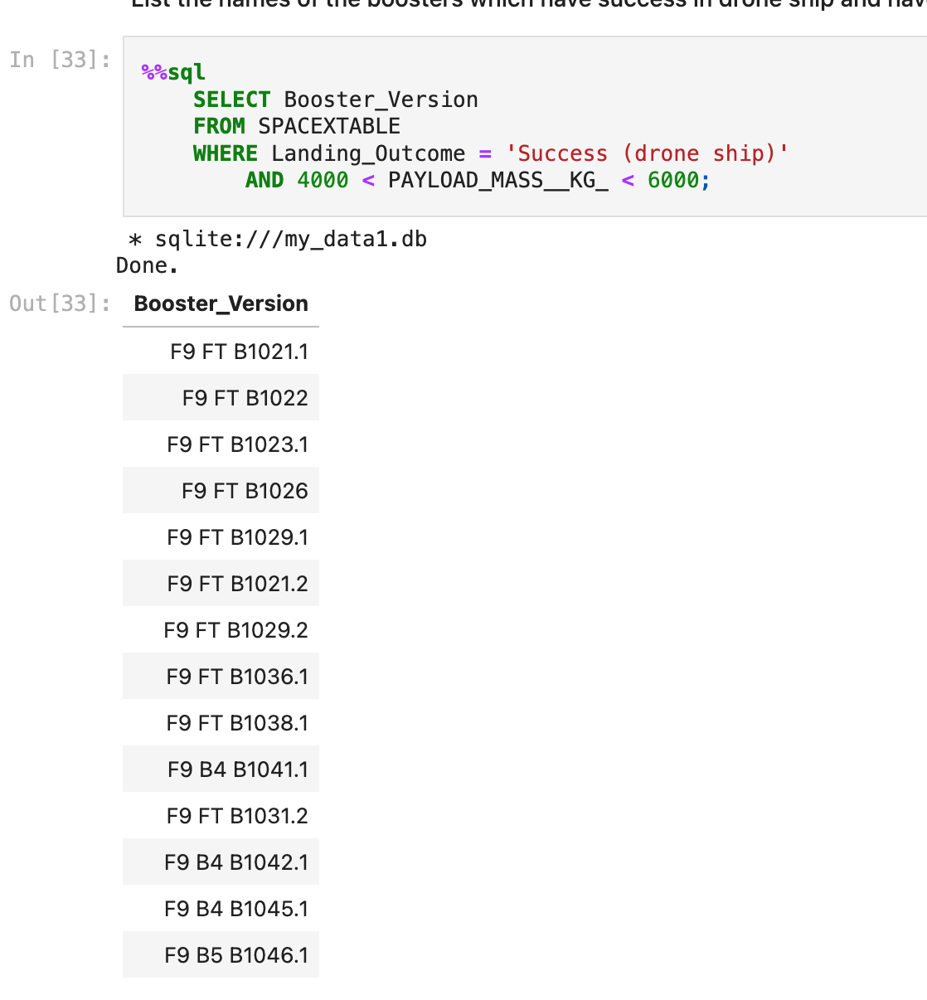 List the names of the boosters which have success in drone ship and hav
In [33]:
%%sql
SELECT Booster_Version
FROM SPACEXTABLE
WHERE Landing_Outcome = 'Success (drone ship)'
AND 4000 < PAYLOAD_MASS__KG_ < 6000;
* sqlite:///my_data1.db
Done.
Out[33]:
Booster_Version
F9 FT B1021.1
F9 FT B1022
F9 FT B1023.1
F9 FT B1026
F9 FT B1029.1
F9 FT B1021.2
F9 FT B1029.2
F9 FT B1036.1
F9 FT B1038.1
F9 B4 B1041.1
F9 FT B1031.2
F9 B4 B1042.1
F9 B4 B1045.1
F9 B5 B1046.1